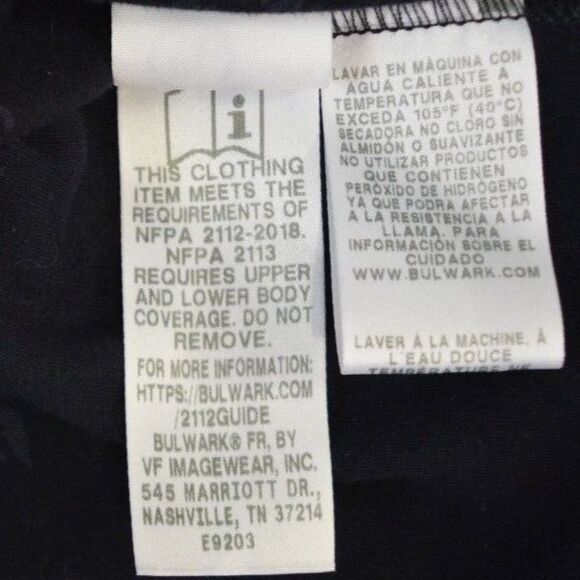 i
THIS CLOTHING
ITEM MEETS THE
REQUIREMENTS OF
NFPA 2112-2018.
NFPA 2113
REQUIRES UPPER
AND LOWER BODY
COVERAGE. DO NOT
REMOVE.
FOR MORE INFORMATION:
HTTPS://BULWARK.COM
/2112GUIDE
BULWARK® FR, BY
VF IMAGEWEAR, INC.
545 MARRIOTT DR.,
NASHVILLE, TN 37214
E9203
LAVAR EN MÁQUINA CON
AGUA CALIENTE A
TEMPERATURA QUE NO
EXCEDA 105°F (40°C)
SECADORA NO CLORO SIN
ALMIDÓN O SUAVIZANTE
NO UTILIZAR PRODUCTOS
QUE CONTIENEN
PERÓXIDO DE HIDRÓGENO
YA QUE PODRA AFECTAR
A LA RESISTENCIA A LA
LLAMA. PARA
INFORMACIÓN SOBRE EL
CUIDADO
WWW.BULWARK.COM
LAVER À LA MACHINE, À
L'EAU DOUCE
TEMPÉRATURE NE